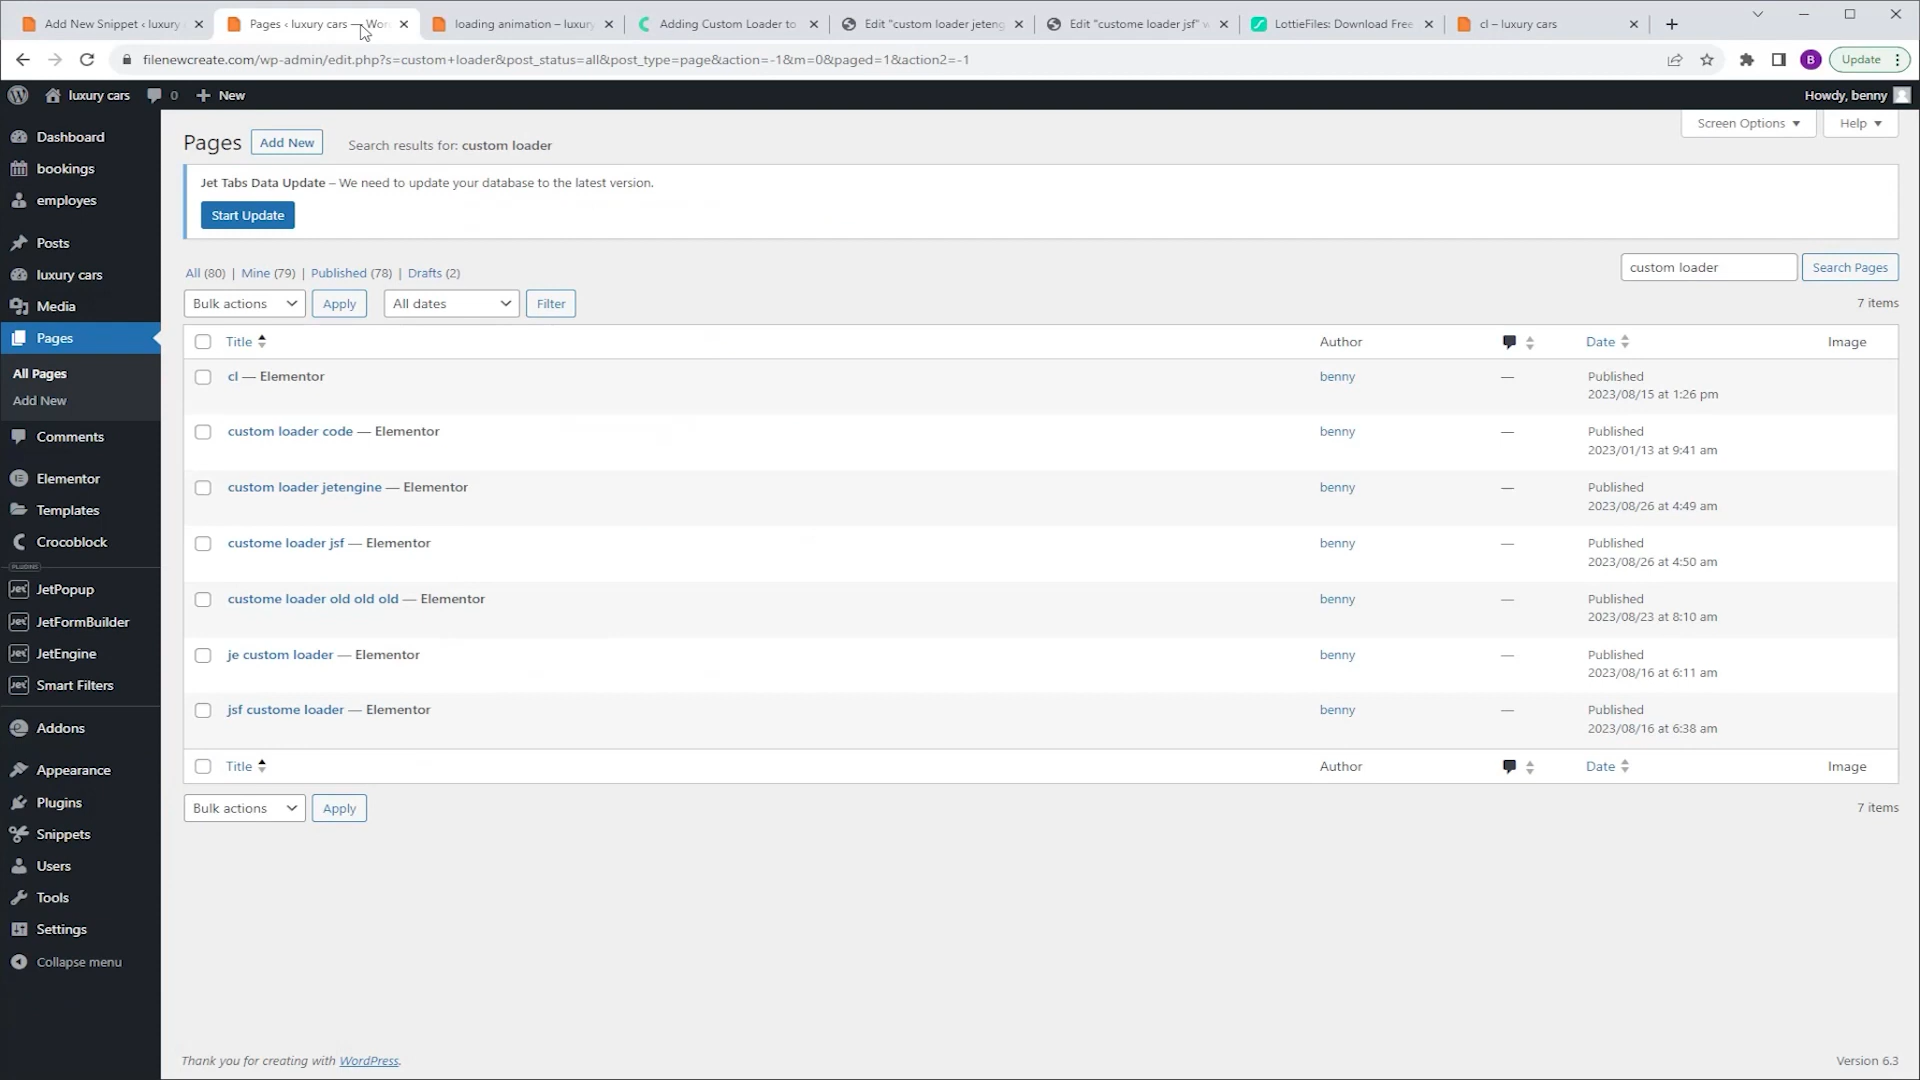 Add New Snippet ‹ luxury
Pages ‹ luxury cars — Wor
loading animation – luxury
Adding Custom Loader to
Edit "custom loader jeteng
Edit "custome loader jsf" w
LottieFiles: Download Free
cl – luxury cars
filenewcreate.com/wp-admin/edit.php?s=custom+loader&post_status=all&post_type=page&action=-1&m=0&paged=1&action2=-1
B
Update
luxury cars
0
New
Howdy, benny
Dashboard
bookings
employes
Posts
luxury cars
Media
Pages
All Pages
Add New
Comments
Elementor
Templates
Crocoblock
PLUGINS
Jet JetPopup
Jet JetFormBuilder
Jet JetEngine
Jet Smart Filters
Addons
Appearance
Plugins
Snippets
Users
Tools
Settings
Collapse menu
Screen Options
Help
Pages
Add New
Search results for: custom loader
Jet Tabs Data Update – We need to update your database to the latest version.
Start Update
All (80) | Mine (79) | Published (78) | Drafts (2)
custom loader
Search Pages
Bulk actions
Apply
All dates
Filter
7 items
Title
Author
Date
Image
cl — Elementor
benny
—
Published
2023/08/15 at 1:26 pm
custom loader code — Elementor
benny
—
Published
2023/01/13 at 9:41 am
custom loader jetengine — Elementor
benny
—
Published
2023/08/26 at 4:49 am
custome loader jsf — Elementor
benny
—
Published
2023/08/26 at 4:50 am
custome loader old old old — Elementor
benny
—
Published
2023/08/23 at 8:10 am
je custom loader — Elementor
benny
—
Published
2023/08/16 at 6:11 am
jsf custome loader — Elementor
benny
—
Published
2023/08/16 at 6:38 am
Title
Author
Date
Image
Bulk actions
Apply
7 items
Thank you for creating with WordPress.
Version 6.3